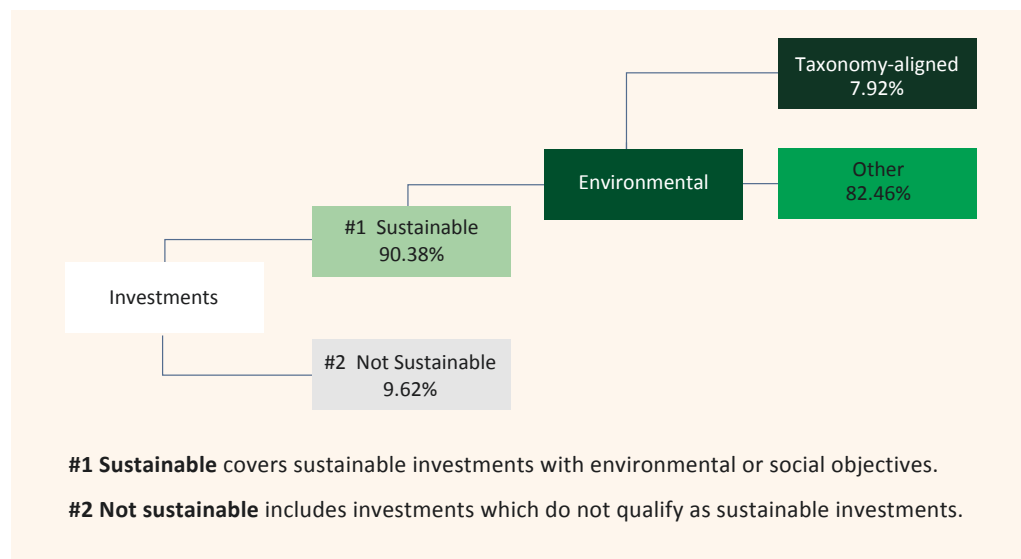 Taxonomy-aligned
7.92%
Other
82.46%
Environmental
#1 Sustainable
90.38%
Investments
#2 Not Sustainable
9.62%
#1 Sustainable covers sustainable investments with environmental or social objectives.
#2 Not sustainable includes investments which do not qualify as sustainable investments.